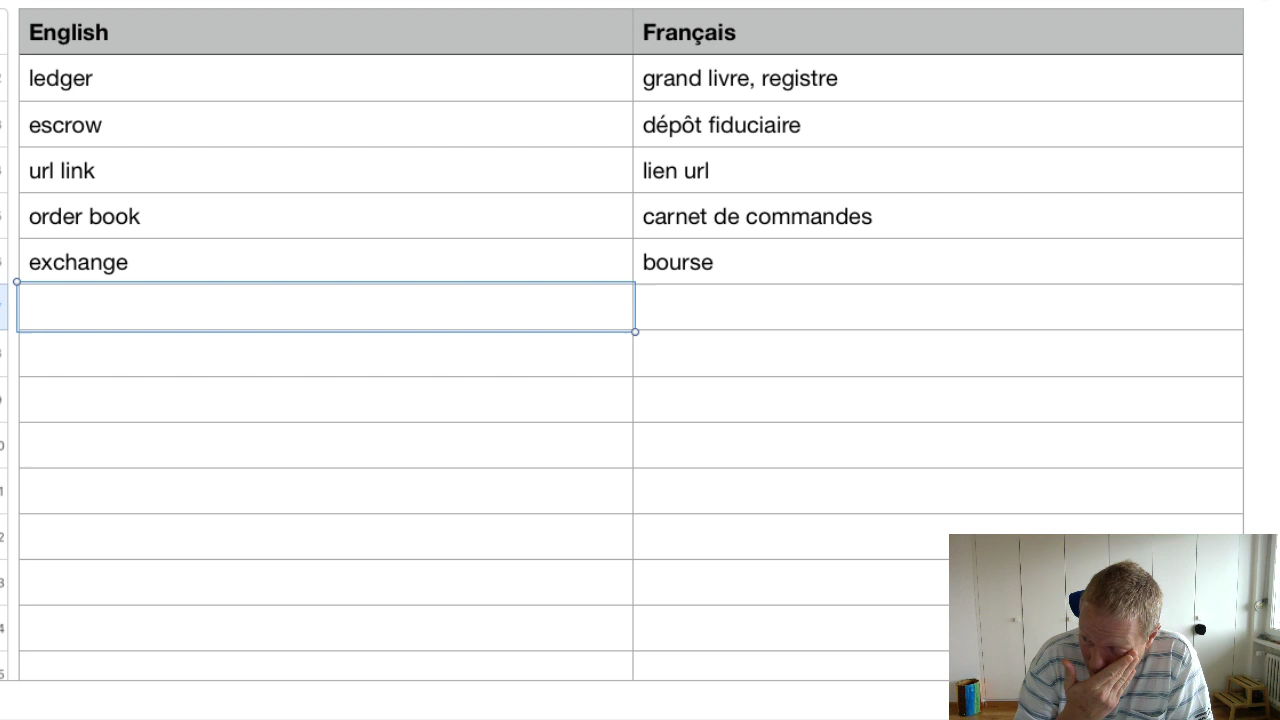 English Français
ledger grand livre, registre
escrow dépôt fiduciaire
url link lien url
order book carnet de commandes
exchange bourse